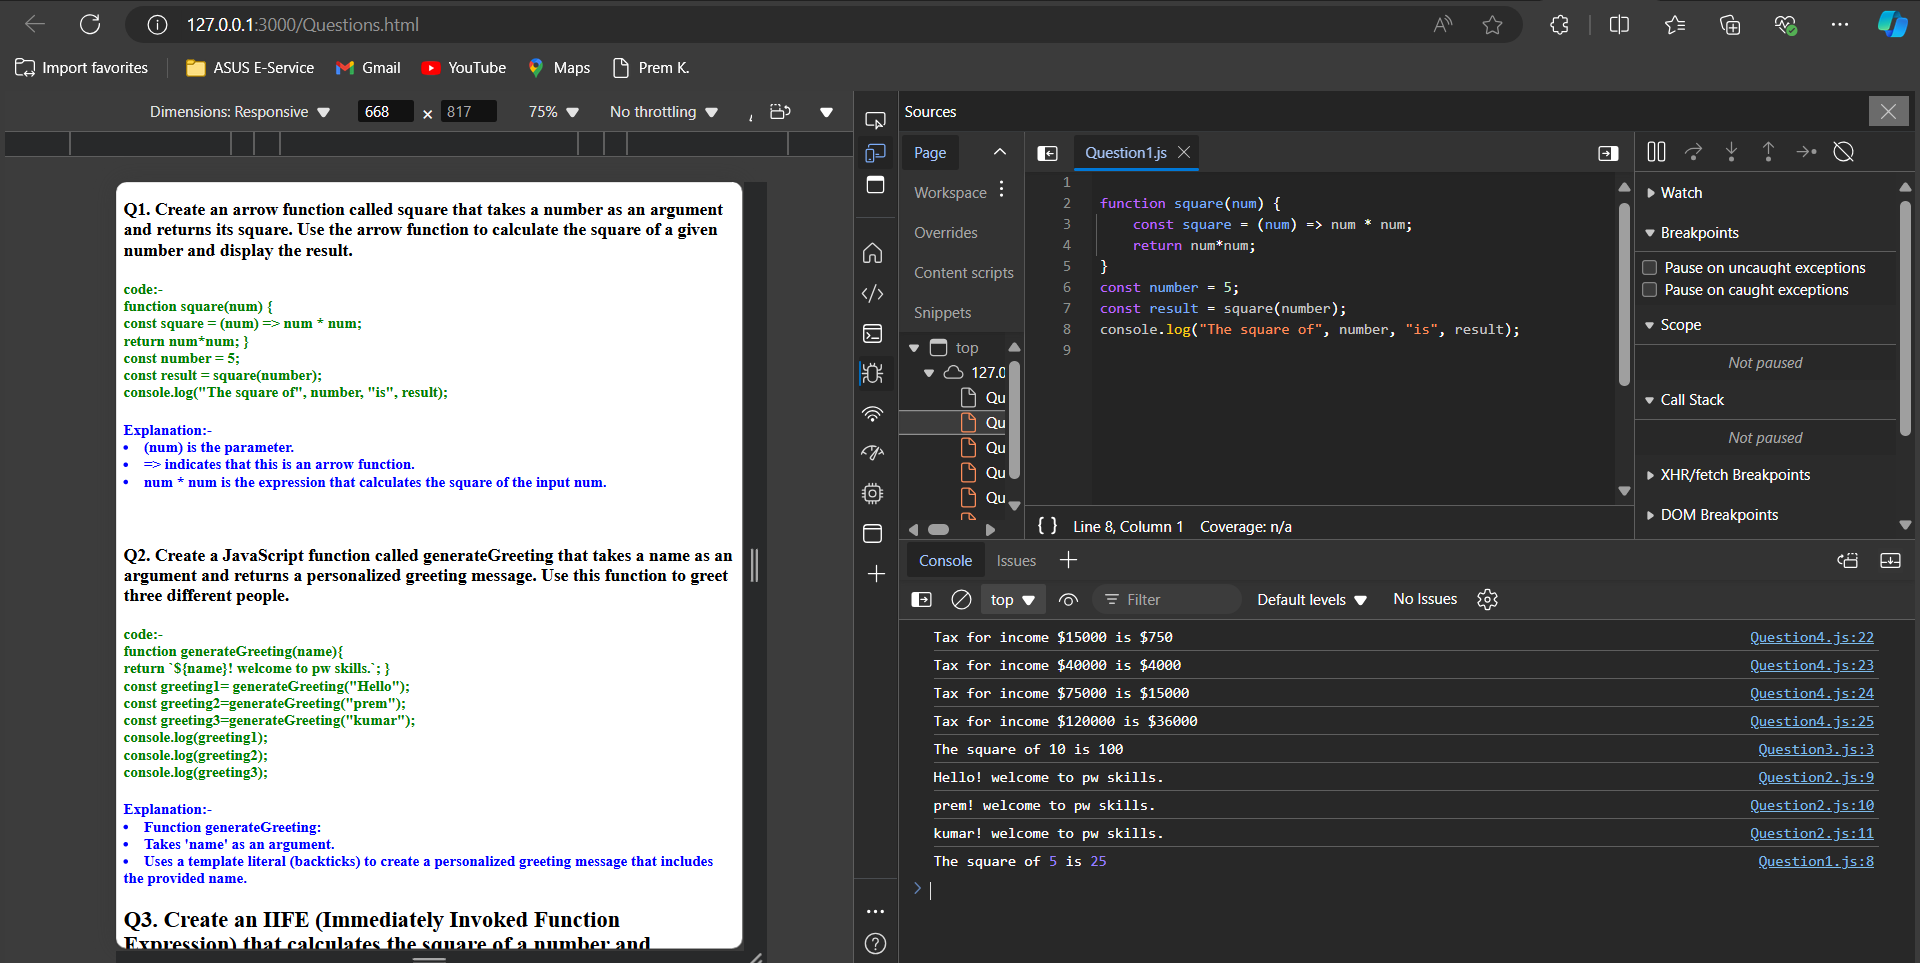 127.0.0.1:3000/Questions.html
Import favorites
ASUS E-Service
Gmail
YouTube
Maps
Prem K.
Dimensions: Responsive
668 × 817
75%
No throttling
Q1. Create an arrow function called square that takes a number as an argument
and returns its square. Use the arrow function to calculate the square of a given
number and display the result.
code:-
function square(num) {
const square = (num) => num * num;
return num*num; }
const number = 5;
const result = square(number);
console.log("The square of", number, "is", result);
Explanation:-
• (num) is the parameter.
• => indicates that this is an arrow function.
• num * num is the expression that calculates the square of the input num.
Q2. Create a JavaScript function called generateGreeting that takes a name as an
argument and returns a personalized greeting message. Use this function to greet
three different people.
code:-
function generateGreeting(name){
return `${name}! welcome to pw skills.`; }
const greeting1= generateGreeting("Hello");
const greeting2=generateGreeting("prem");
const greeting3=generateGreeting("kumar");
console.log(greeting1);
console.log(greeting2);
console.log(greeting3);
Explanation:-
• Function generateGreeting:
• Takes 'name' as an argument.
• Uses a template literal (backticks) to create a personalized greeting message that includes
the provided name.
Q3. Create an IIFE (Immediately Invoked Function
Expression) that calculates the square of a number and
Sources
Page
Workspace
Overrides
Content scripts
Snippets
top
127.0
Qu
Qu
Qu
Qu
Qu
Question1.js
1
2 function square(num) {
3 const square = (num) => num * num;
4 return num*num;
5 }
6 const number = 5;
7 const result = square(number);
8 console.log("The square of", number, "is", result);
9
{ } Line 8, Column 1 Coverage: n/a
Watch
Breakpoints
Pause on uncaught exceptions
Pause on caught exceptions
Scope
Not paused
Call Stack
Not paused
XHR/fetch Breakpoints
DOM Breakpoints
Console
Issues
top
Filter
Default levels
No Issues
Tax for income $15000 is $750 Question4.js:22
Tax for income $40000 is $4000 Question4.js:23
Tax for income $75000 is $15000 Question4.js:24
Tax for income $120000 is $36000 Question4.js:25
The square of 10 is 100 Question3.js:3
Hello! welcome to pw skills. Question2.js:9
prem! welcome to pw skills. Question2.js:10
kumar! welcome to pw skills. Question2.js:11
The square of 5 is 25 Question1.js:8